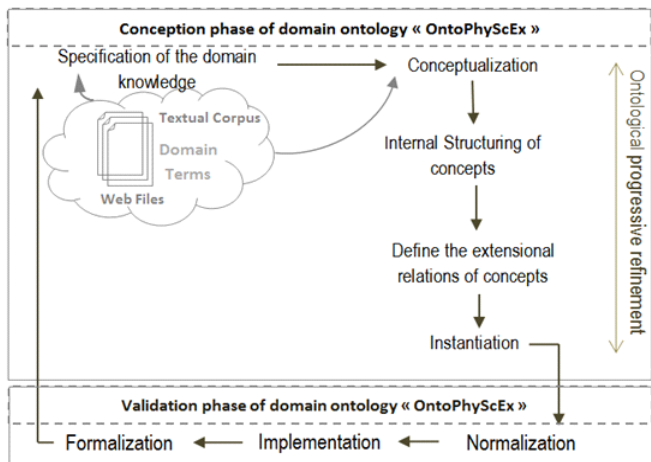 Conception phase of domain ontology « OntoPhyScEx »
Specification of the domain
knowledge
Conceptualization
Textual Corpus
Domain
Terms
Web Files
Internal Structuring of
concepts
Define the extensional
relations of concepts
Instantiation
Ontological progressive refinement
Validation phase of domain ontology « OntoPhyScEx »
Formalization
Implementation
Normalization